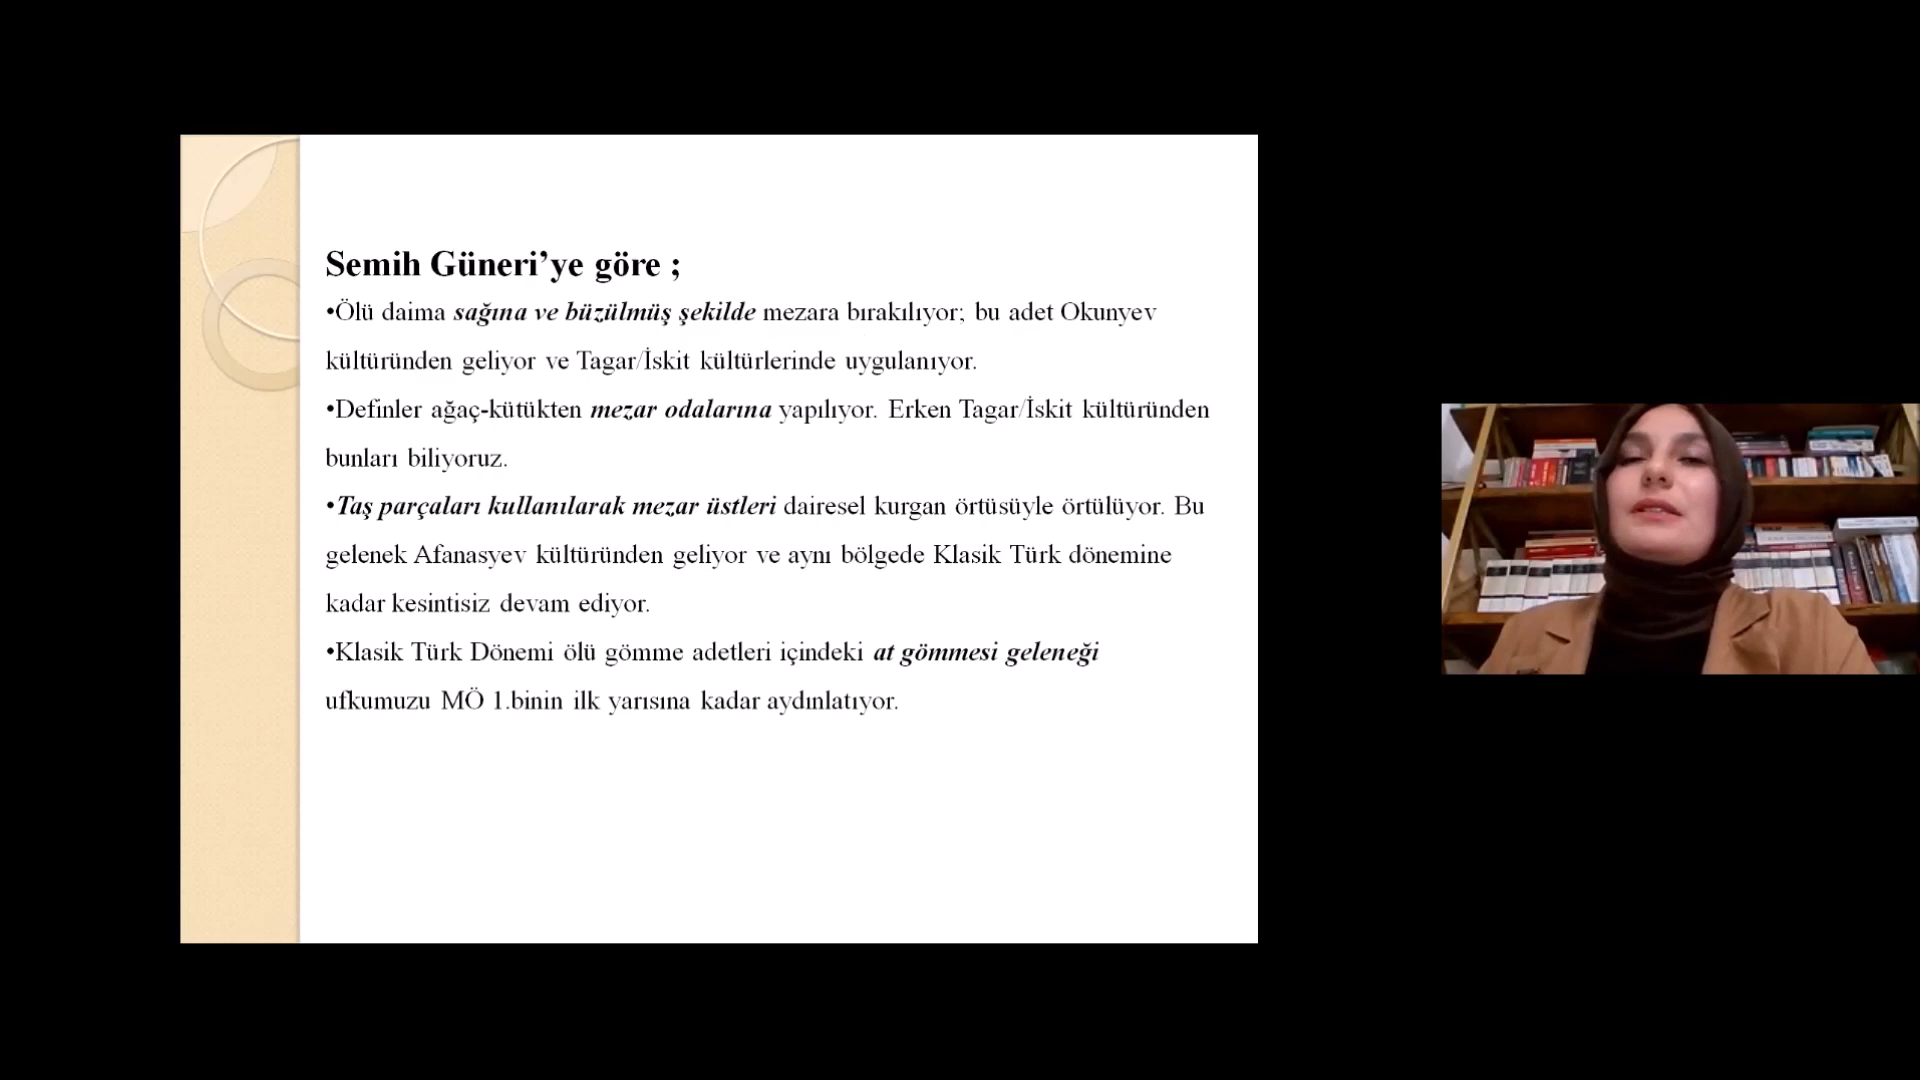 Semih Güneri’ye göre ;
•Ölü daima sağına ve büzülmüş şekilde mezara bırakılıyor; bu adet Okunyev
kültüründen geliyor ve Tagar/İskit kültürlerinde uygulanıyor.
•Definler ağaç-kütükten mezar odalarına yapılıyor. Erken Tagar/İskit kültüründen
bunları biliyoruz.
•Taş parçaları kullanılarak mezar üstleri dairesel kurgan örtüsüyle örtülüyor. Bu
gelenek Afanasyev kültüründen geliyor ve aynı bölgede Klasik Türk dönemine
kadar kesintisiz devam ediyor.
•Klasik Türk Dönemi ölü gömme adetleri içindeki at gömmesi geleneği
ufkumuzu MÖ 1.binin ilk yarısına kadar aydınlatıyor.